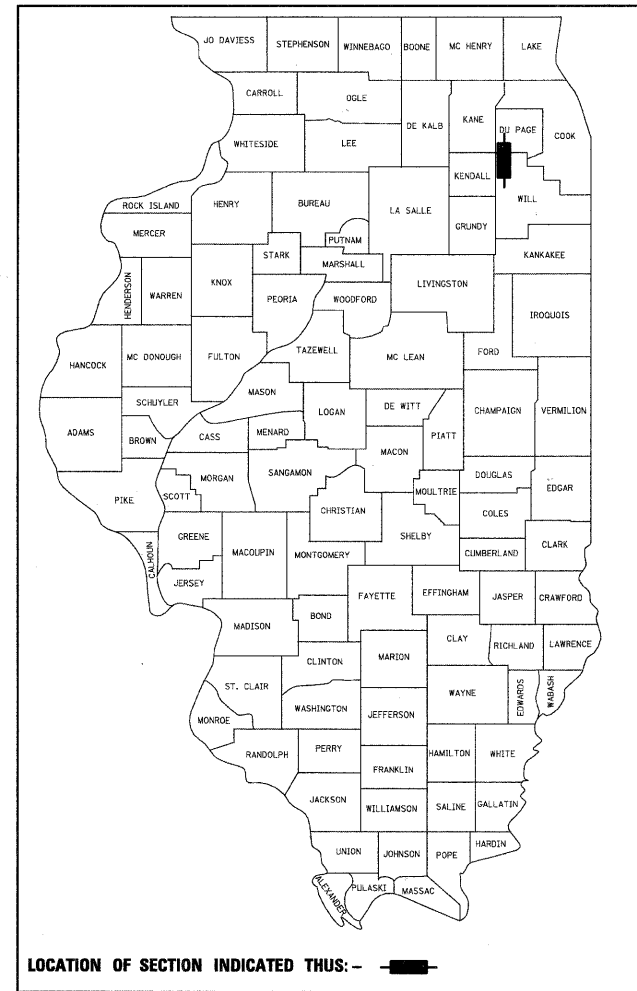 JO DAVIESS
STEPHENSON
WINNEBAGO
BOONE
MC HENRY
LAKE
CARROLL
OGLE
DE KALB
KANE
DU PAGE
COOK
WHITESIDE
LEE
KENDALL
WILL
ROCK ISLAND
HENRY
BUREAU
LA SALLE
GRUNDY
MERCER
PUTNAM
STARK
MARSHALL
KANKAKEE
HENDERSON
WARREN
KNOX
PEORIA
WOODFORD
LIVINGSTON
IROQUOIS
HANCOCK
MC DONOUGH
FULTON
TAZEWELL
MC LEAN
FORD
MASON
SCHUYLER
LOGAN
DE WITT
CHAMPAIGN
VERMILION
ADAMS
BROWN
CASS
MENARD
PIATT
MACON
MORGAN
SANGAMON
DOUGLAS
EDGAR
PIKE
SCOTT
MOULTRIE
CHRISTIAN
COLES
GREENE
MACOUPIN
MONTGOMERY
SHELBY
CUMBERLAND
CLARK
CALHOUN
JERSEY
FAYETTE
EFFINGHAM
JASPER
CRAWFORD
MADISON
BOND
CLAY
RICHLAND
LAWRENCE
CLINTON
MARION
ST. CLAIR
WAYNE
EDWARDS
WABASH
WASHINGTON
JEFFERSON
MONROE
RANDOLPH
PERRY
HAMILTON
WHITE
FRANKLIN
JACKSON
WILLIAMSON
SALINE
GALLATIN
UNION
JOHNSON
POPE
HARDIN
ALEXANDER
PULASKI
MASSAC
LOCATION OF SECTION INDICATED THUS: -